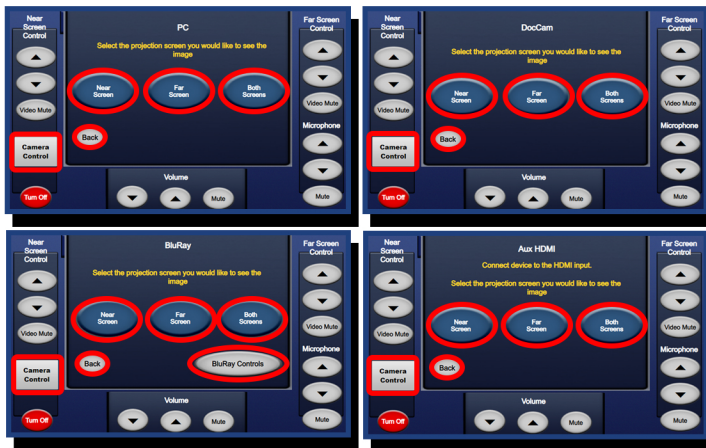 Near
Screen
Control
Video Mute
Camera
Control
Turn Off
PC
Select the projection screen you would like to see the
image
Near
Screen
Far
Screen
Both
Screens
Back
Volume
Mute
Far Screen
Control
Video Mute
Microphone
Mute
Near
Screen
Control
Video Mute
Camera
Control
Turn Off
DocCam
Select the projection screen you would like to see the
image
Near
Screen
Far
Screen
Both
Screens
Back
Volume
Mute
Far Screen
Control
Video Mute
Microphone
Mute
Near
Screen
Control
Video Mute
Camera
Control
Turn Off
BluRay
Select the projection screen you would like to see the
image
Near
Screen
Far
Screen
Both
Screens
Back
BluRay Controls
Volume
Mute
Far Screen
Control
Video Mute
Microphone
Mute
Near
Screen
Control
Video Mute
Camera
Control
Turn Off
Aux HDMI
Connect device to the HDMI input.
Select the projection screen you would like to see the
image
Near
Screen
Far
Screen
Both
Screens
Back
Volume
Mute
Far Screen
Control
Video Mute
Microphone
Mute